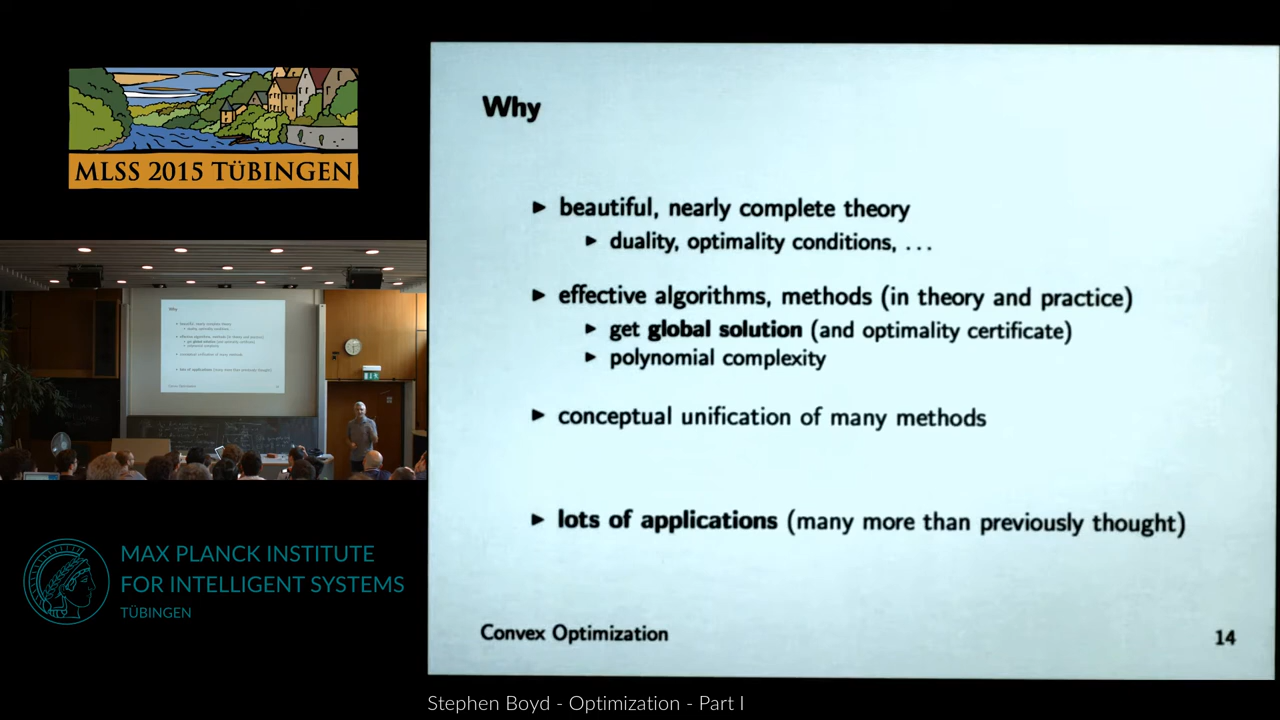 MLSS 2015 TÜBINGEN
Why
▶ beautiful, nearly complete theory
▶ duality, optimality conditions, ...
▶ effective algorithms, methods (in theory and practice)
▶ get global solution (and optimality certificate)
▶ polynomial complexity
▶ conceptual unification of many methods
▶ lots of applications (many more than previously thought)
Convex Optimization
14
MAX PLANCK INSTITUTE
FOR INTELLIGENT SYSTEMS
TÜBINGEN
Stephen Boyd - Optimization - Part I